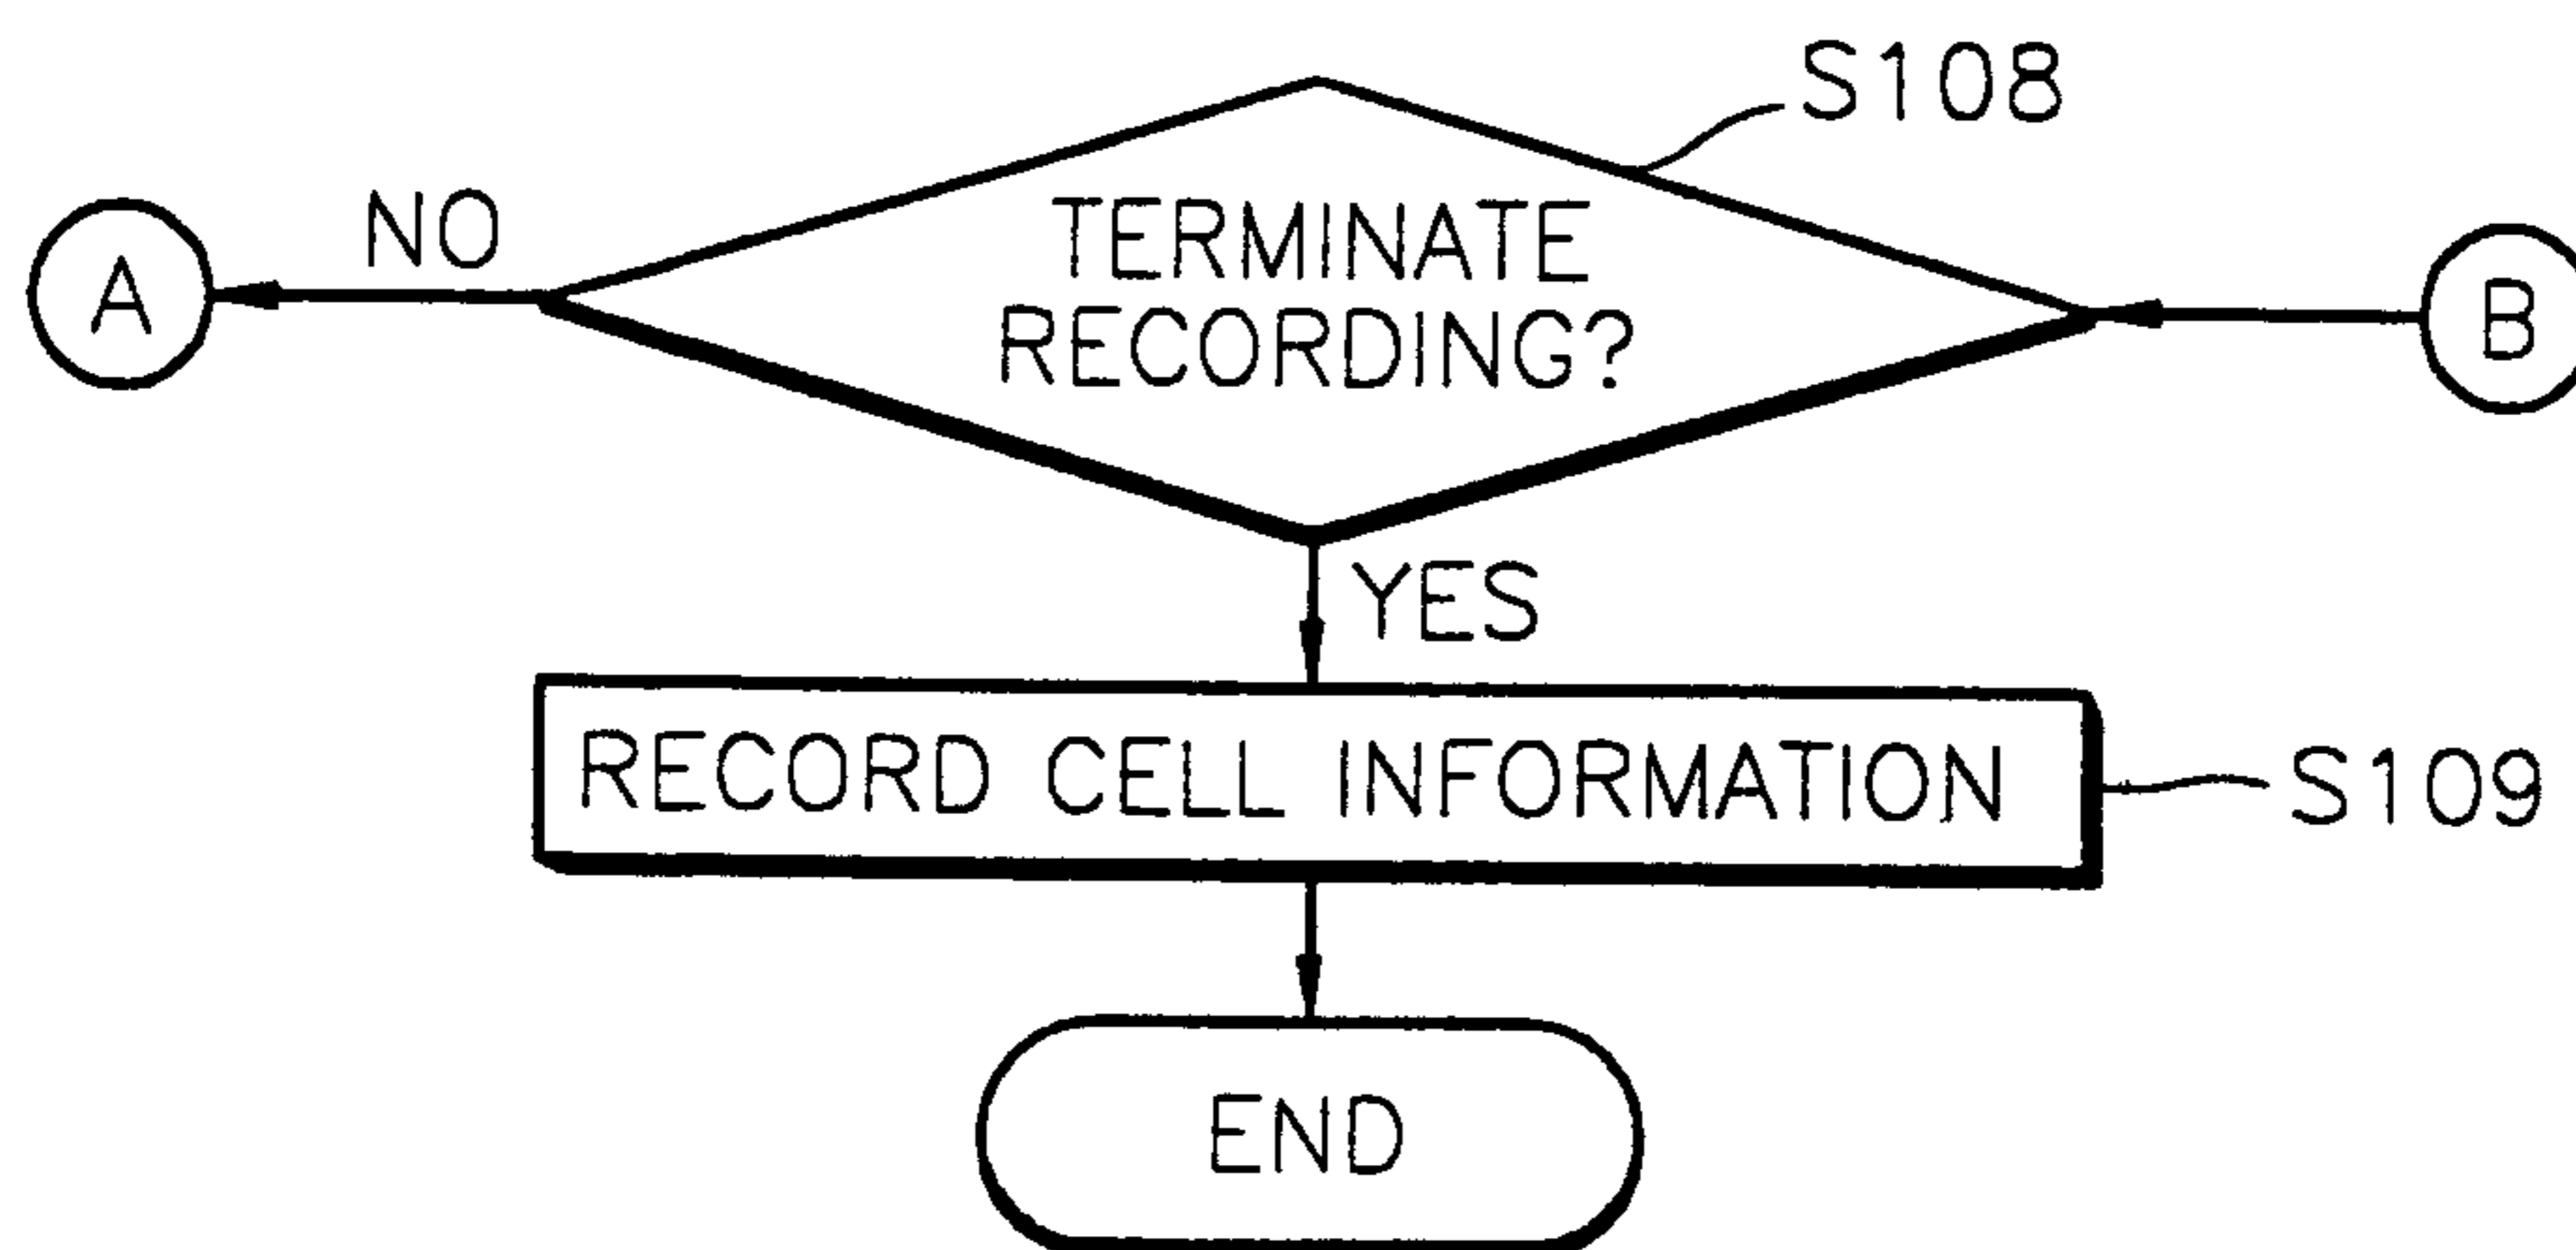 S108
NO
A
TERMINATE
RECORDING?
B
YES
RECORD CELL INFORMATION
S109
END